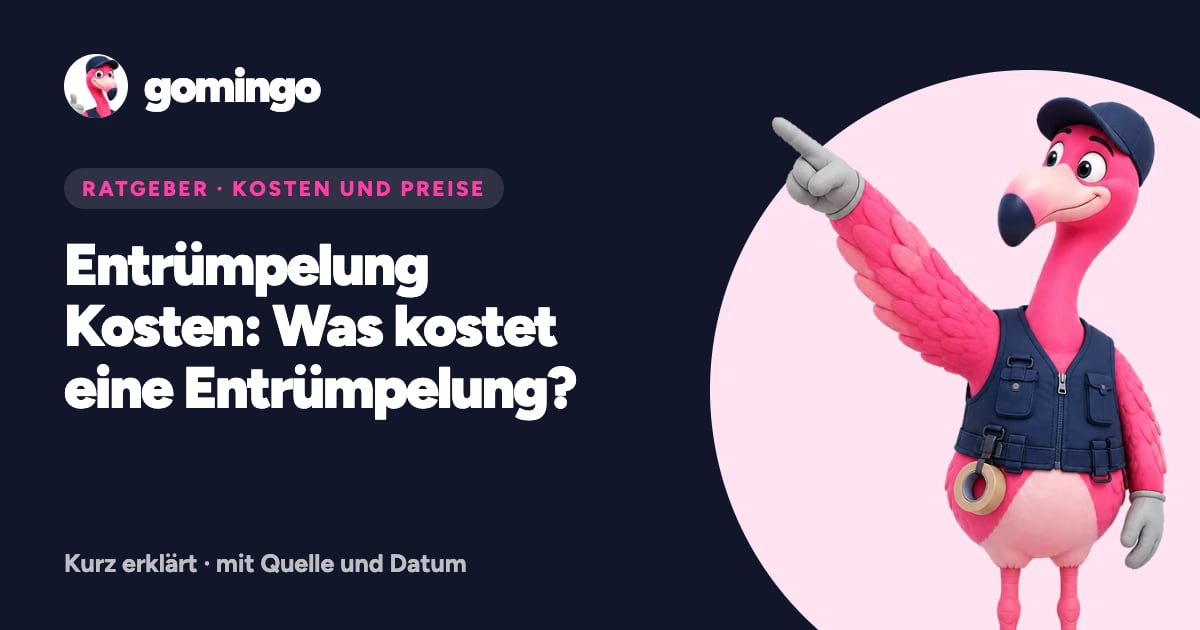 gomingo
RATGEBER · KOSTEN UND PREISE
Entrümpelung
Kosten: Was kostet
eine Entrümpelung?
Kurz erklärt · mit Quelle und Datum